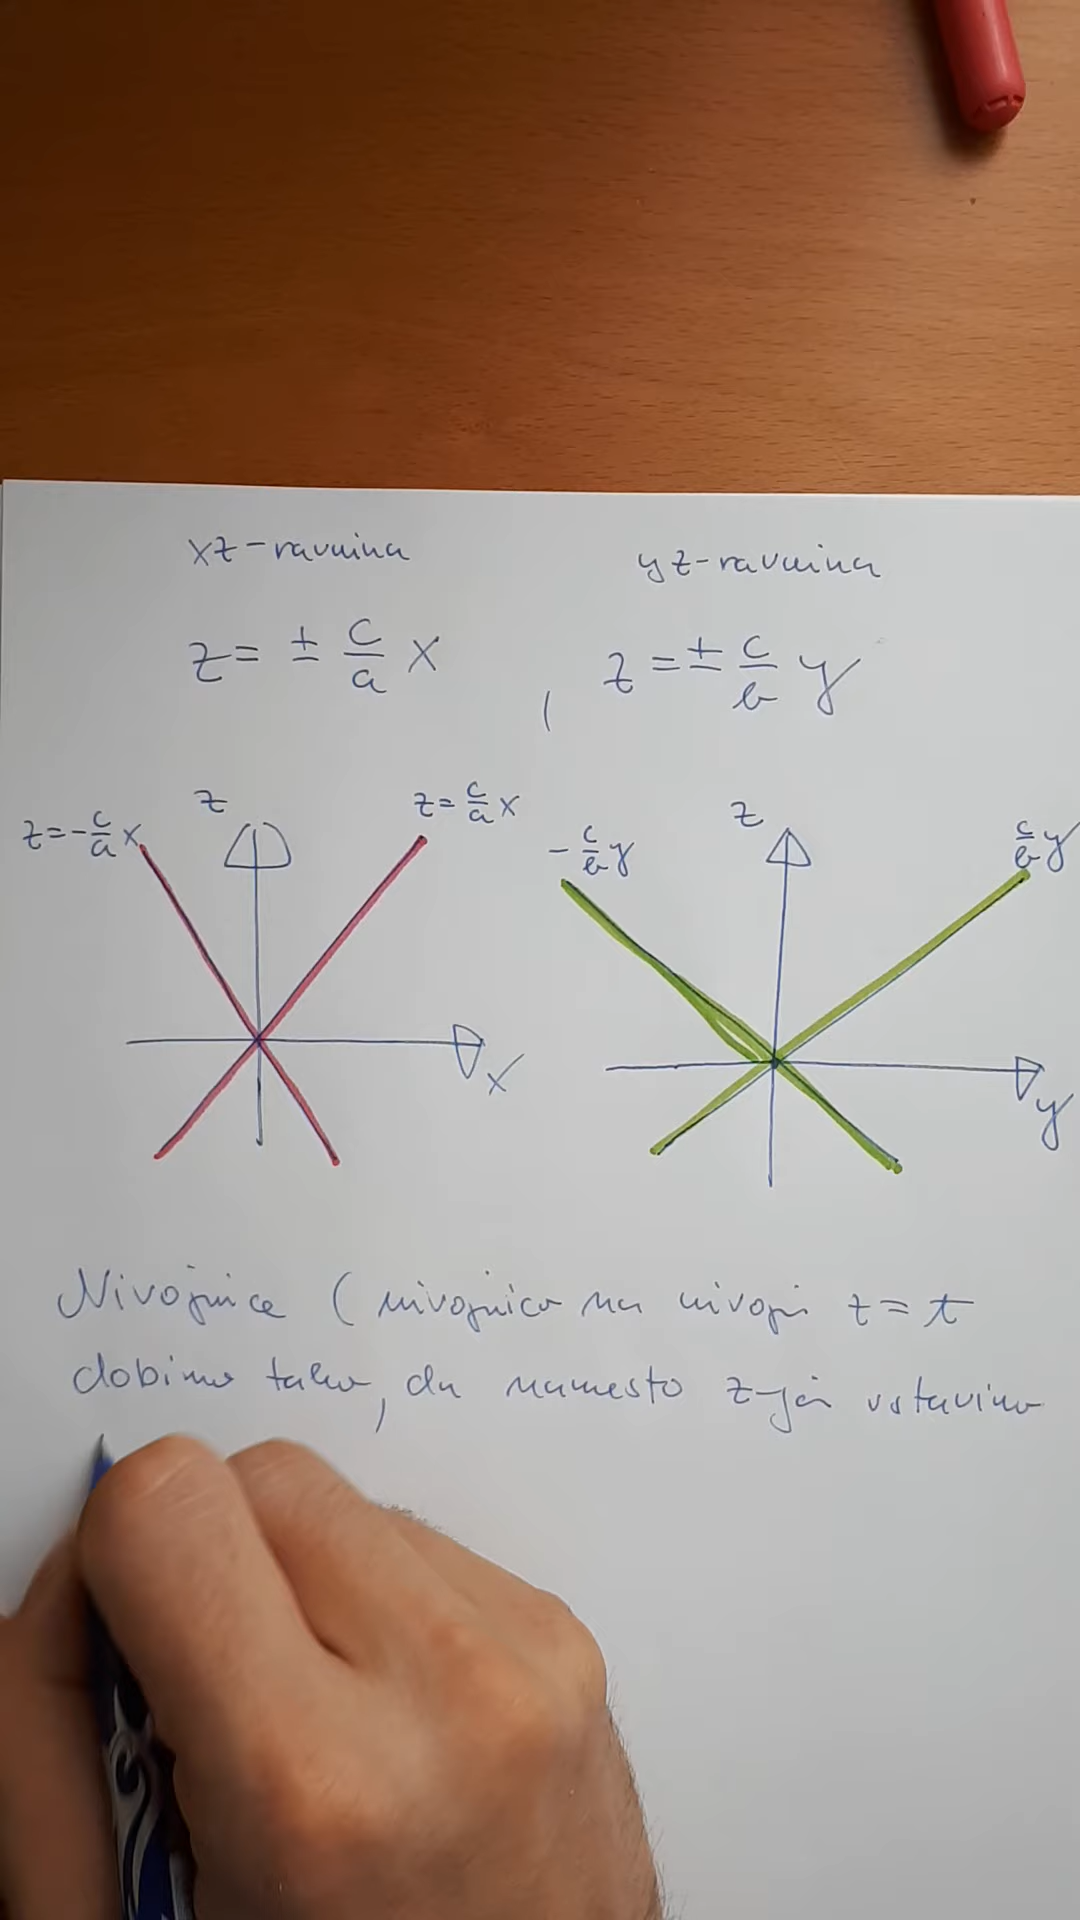 xz-ravnina
yz-ravnina
z = ± c/a x , z = ± c/b y
z = -c/a x
z
z = c/a x
x
-c/b y
z
c/b y
y
Nivojnice (nivojnico na nivoju z = t
dobimo tako, da namesto z-ja vstavimo